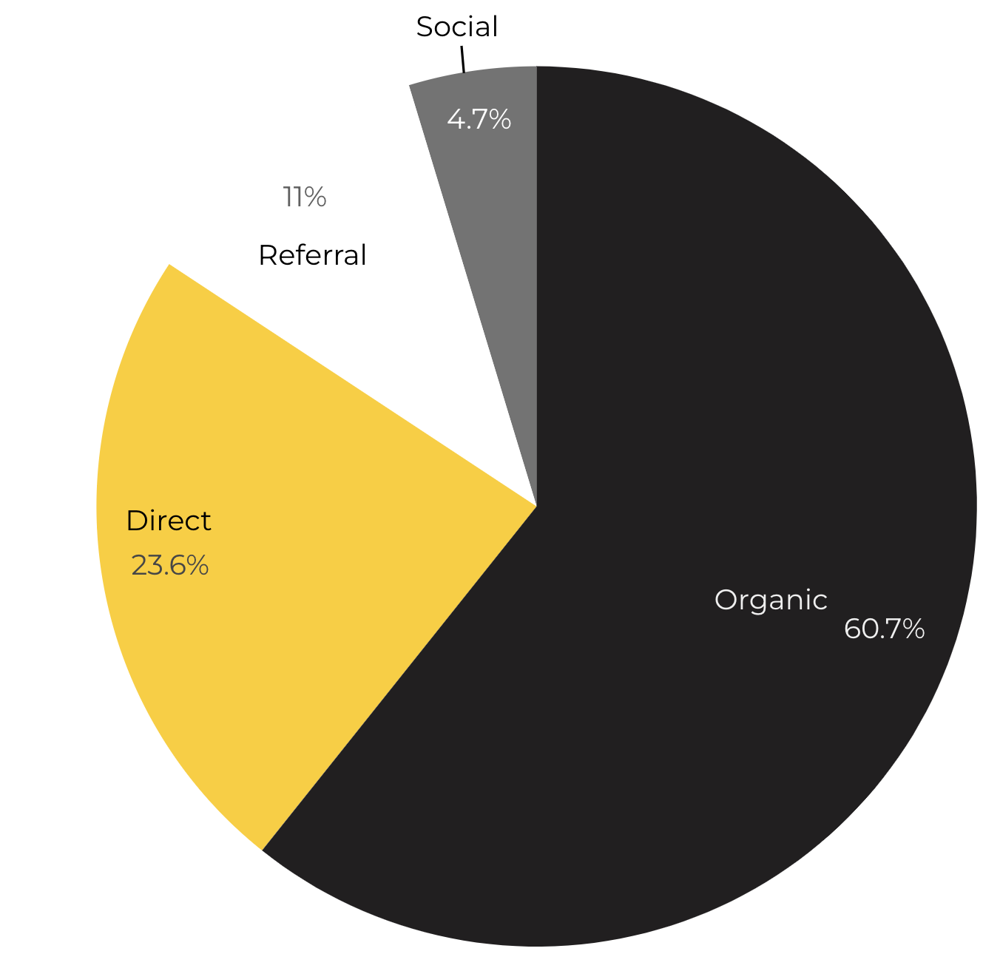 Social
4.7%
11%
Referral
Direct
23.6%
Organic
60.7%